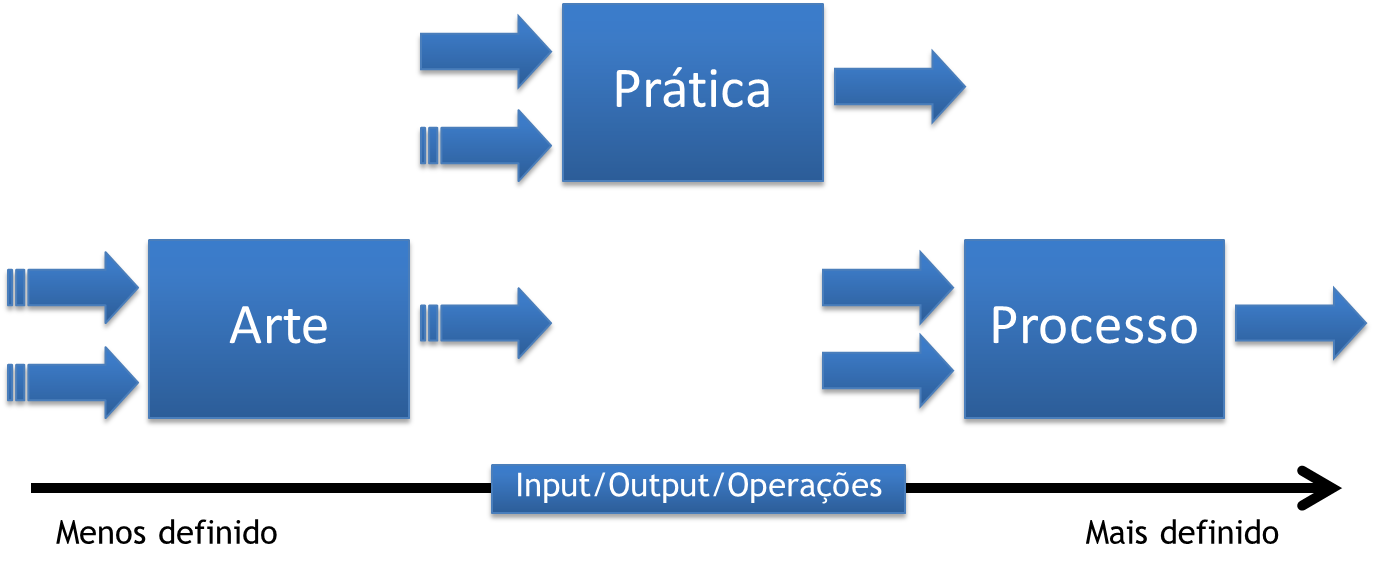 Prática
Arte
Processo
Input/Output/Operações
Menos definido
Mais definido